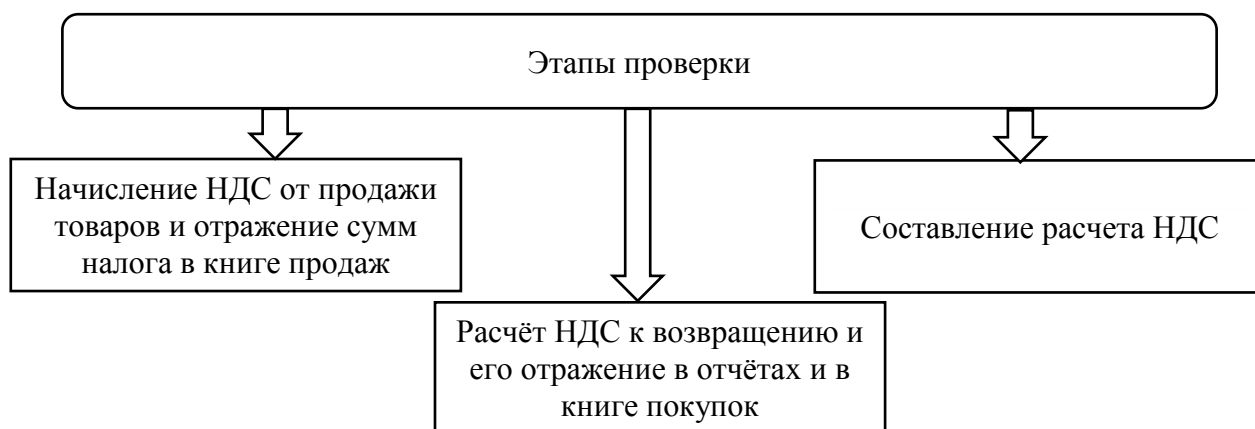 Этапы проверки
Начисление НДС от продажи
товаров и отражение сумм
налога в книге продаж
Расчёт НДС к возвращению и
его отражение в отчётах и в
книге покупок
Составление расчета НДС